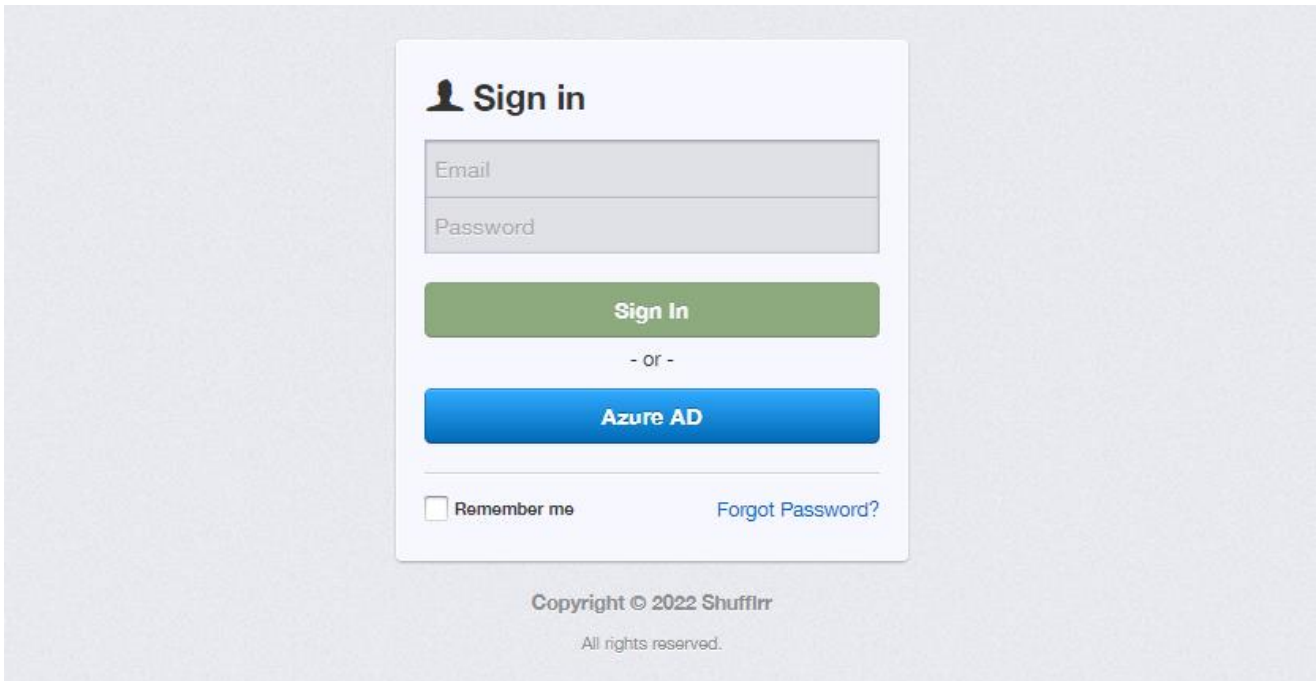 Sign in
Email
Password
Sign In
- or -
Azure AD
Remember me Forgot Password?
Copyright © 2022 Shufflrr
All rights reserved.